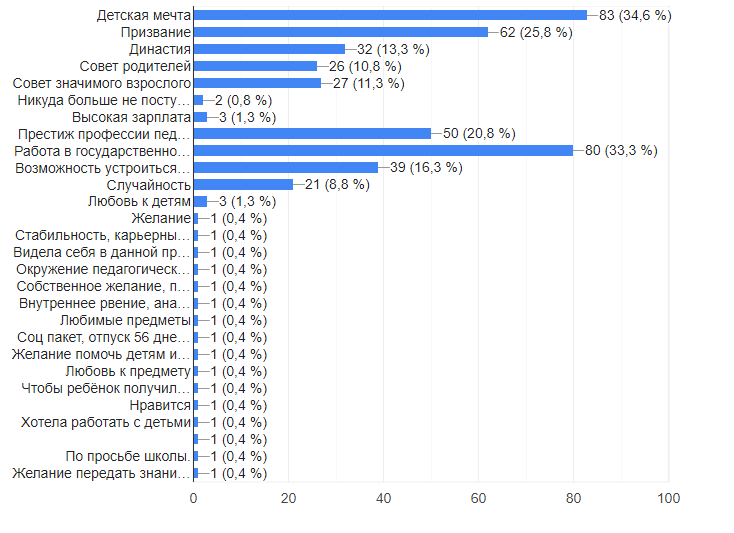 Детская мечта 83 (34,6 %)
Призвание 62 (25,8 %)
Династия 32 (13,3 %)
Совет родителей 26 (10,8 %)
Совет значимого взрослого 27 (11,3 %)
Никуда больше не посту… 2 (0,8 %)
Высокая зарплата 3 (1,3 %)
Престиж профессии пед… 50 (20,8 %)
Работа в государственно… 80 (33,3 %)
Возможность устроиться… 39 (16,3 %)
Случайность 21 (8,8 %)
Любовь к детям 3 (1,3 %)
Желание 1 (0,4 %)
Стабильность, карьерны… 1 (0,4 %)
Видела себя в данной пр… 1 (0,4 %)
Окружение педагогическ… 1 (0,4 %)
Собственное желание, п… 1 (0,4 %)
Внутреннее рвение, ана… 1 (0,4 %)
Любимые предметы 1 (0,4 %)
Соц пакет, отпуск 56 дне… 1 (0,4 %)
Желание помочь детям и… 1 (0,4 %)
Любовь к предмету 1 (0,4 %)
Чтобы ребёнок получил… 1 (0,4 %)
Нравится 1 (0,4 %)
Хотела работать с детьми 1 (0,4 %)
1 (0,4 %)
По просьбе школы. 1 (0,4 %)
Желание передать знани… 1 (0,4 %)
0 20 40 60 80 100